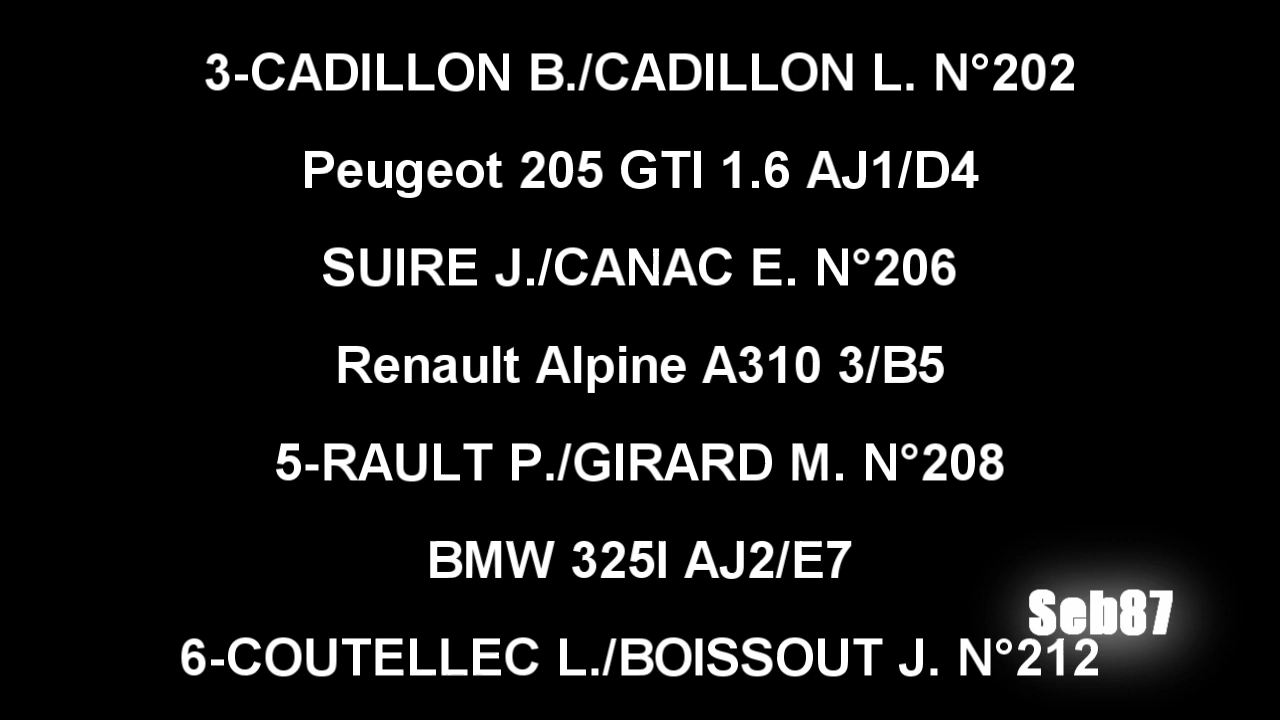 3-CADILLON B./CADILLON L. N°202
Peugeot 205 GTI 1.6 AJ1/D4
SUIRE J./CANAC E. N°206
Renault Alpine A310 3/B5
5-RAULT P./GIRARD M. N°208
BMW 325I AJ2/E7
Seb87
6-COUTELLEC L./BOISSOUT J. N°212